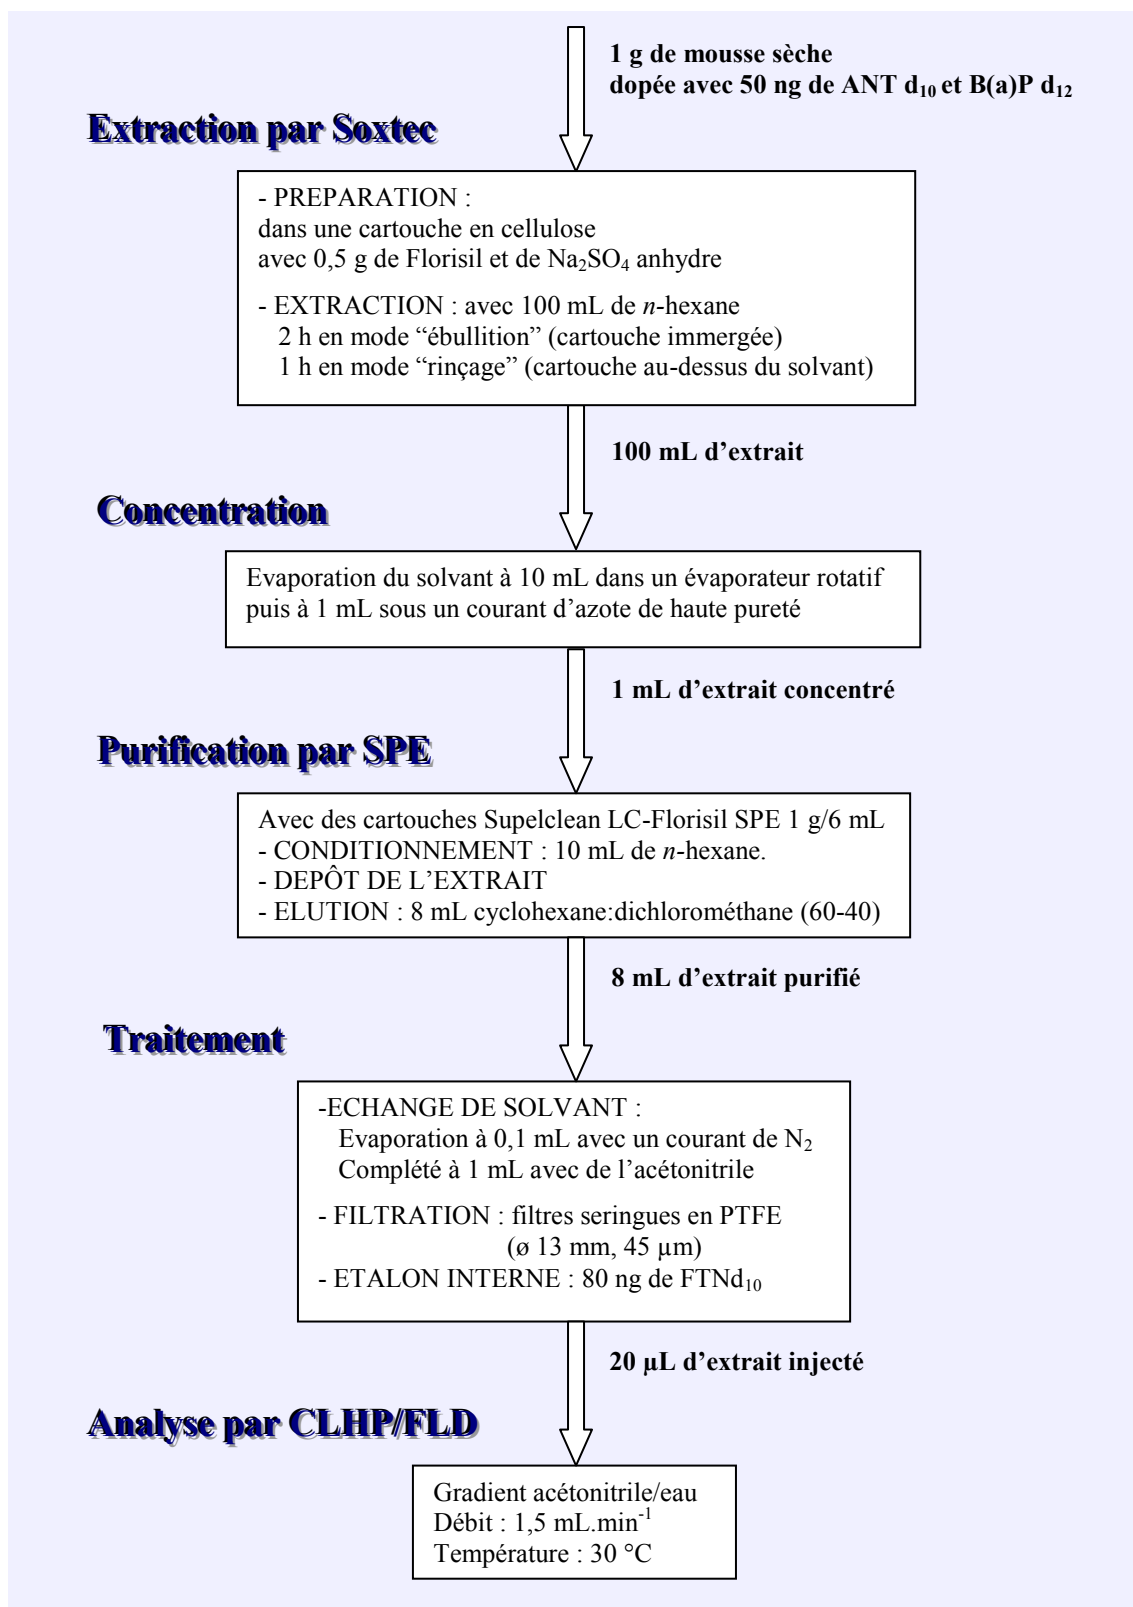 1 g de mousse sèche
dopée avec 50 ng de ANT d₁₀ et B(a)P d₁₂
Extraction par Soxtec
- PREPARATION :
dans une cartouche en cellulose
avec 0,5 g de Florisil et de Na₂SO₄ anhydre
- EXTRACTION : avec 100 mL de n-hexane
2 h en mode “ébullition” (cartouche immergée)
1 h en mode “rinçage” (cartouche au-dessus du solvant)
100 mL d’extrait
Concentration
Evaporation du solvant à 10 mL dans un évaporateur rotatif
puis à 1 mL sous un courant d’azote de haute pureté
1 mL d’extrait concentré
Purification par SPE
Avec des cartouches Supelclean LC-Florisil SPE 1 g/6 mL
- CONDITIONNEMENT : 10 mL de n-hexane.
- DEPÔT DE L’EXTRAIT
- ELUTION : 8 mL cyclohexane:dichlorométhane (60-40)
8 mL d’extrait purifié
Traitement
-ECHANGE DE SOLVANT :
Evaporation à 0,1 mL avec un courant de N₂
Complété à 1 mL avec de l’acétonitrile
- FILTRATION : filtres seringues en PTFE
(ø 13 mm, 45 µm)
- ETALON INTERNE : 80 ng de FTNd₁₀
20 µL d’extrait injecté
Analyse par CLHP/FLD
Gradient acétonitrile/eau
Débit : 1,5 mL.min⁻¹
Température : 30 °C